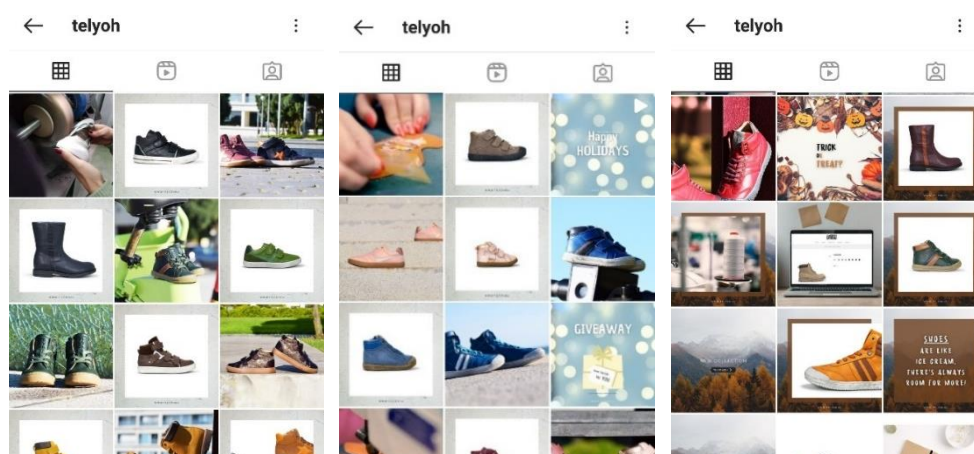 telyoh
telyoh
telyoh
Happy
HOLIDAYS
GIVEAWAY
TRICK
OR
TREAT?
SHOES
ARE LIKE
ICE CREAM,
THERE'S ALWAYS
ROOM FOR MORE!